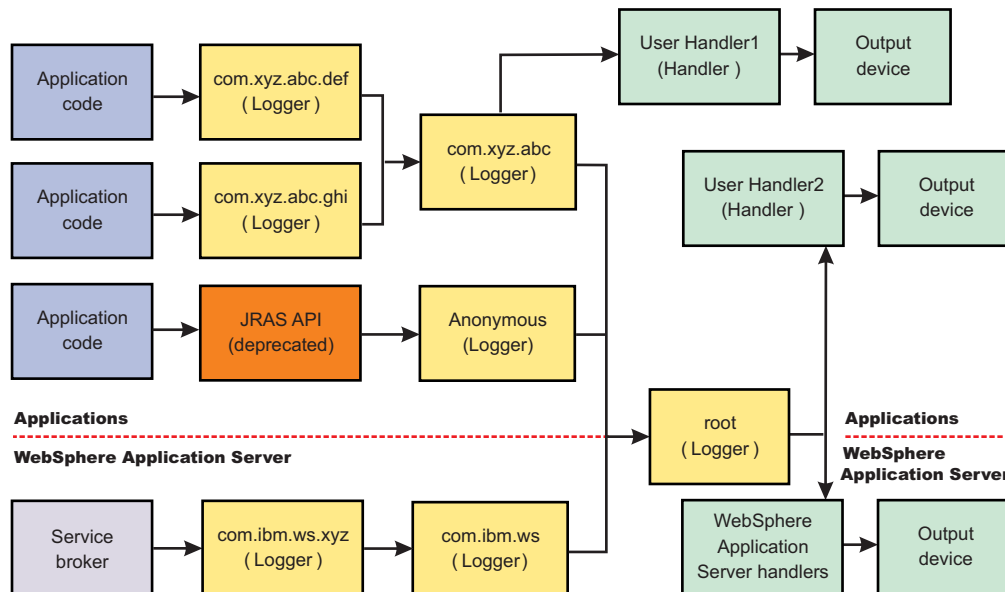 Application
code
com.xyz.abc.def
( Logger )
User Handler1
(Handler )
Output
device
com.xyz.abc
( Logger)
Application
code
com.xyz.abc.ghi
( Logger )
User Handler2
(Handler )
Output
device
Application
code
JRAS API
(deprecated)
Anonymous
(Logger)
Applications
WebSphere Application Server
root
( Logger )
Applications
WebSphere
Application Server
Service
broker
com.ibm.ws.xyz
( Logger )
com.ibm.ws
( Logger )
WebSphere
Application
Server handlers
Output
device